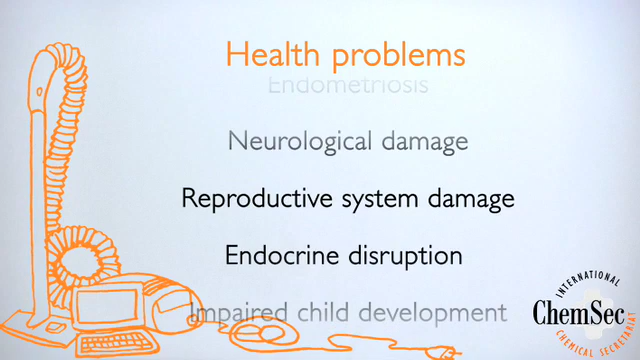 Health problems
Endometriosis
Neurological damage
Reproductive system damage
Endocrine disruption
Impaired child development
INTERNATIONAL
ChemSec
CHEMICAL SECRETARIAT